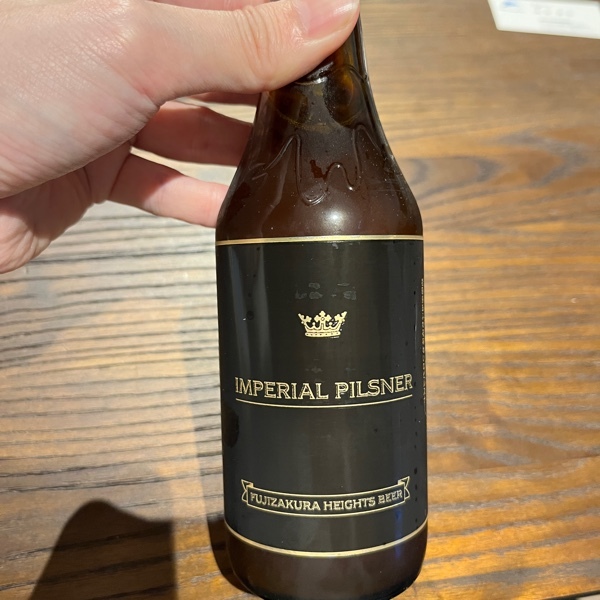 IMPERIAL PILSNER
FUJIZAKURA HEIGHTS BEER